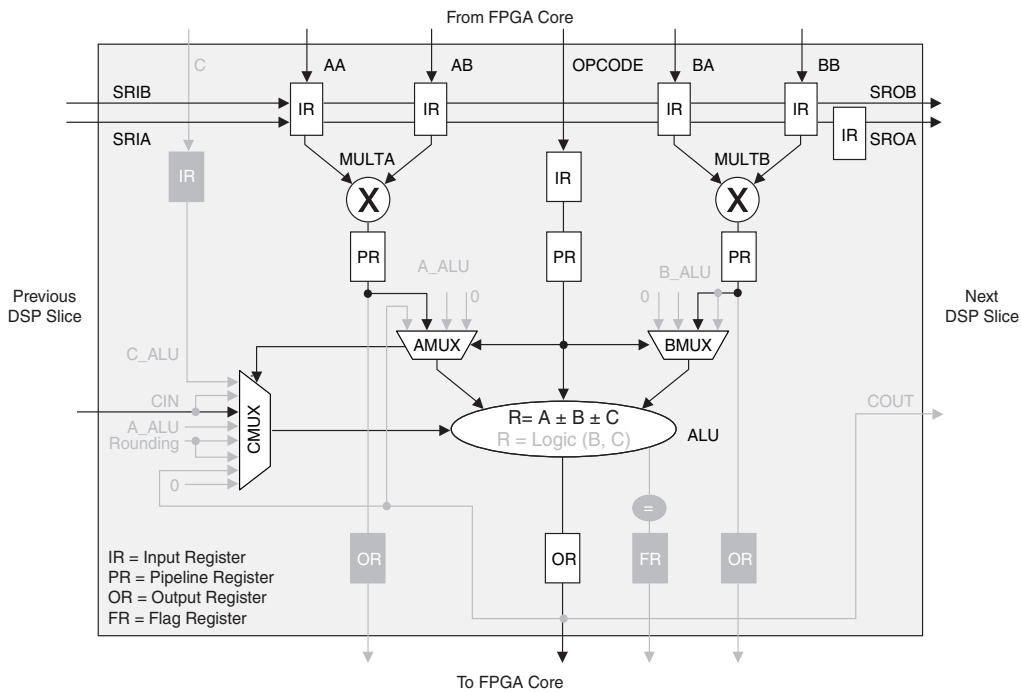 From FPGA Core
C
AA
AB
OPCODE
BA
BB
SRIB
IR
IR
IR
IR
SROB
SRIA
IR
SROA
IR
MULTA
IR
MULTB
X
X
PR
PR
PR
A_ALU
B_ALU
0
0
Previous
DSP Slice
Next
DSP Slice
AMUX
BMUX
C_ALU
CIN
COUT
A_ALU
Rounding
CMUX
R= A ± B ± C
R = Logic (B, C)
ALU
0
=
IR = Input Register
PR = Pipeline Register
OR = Output Register
FR = Flag Register
OR
OR
FR
OR
To FPGA Core